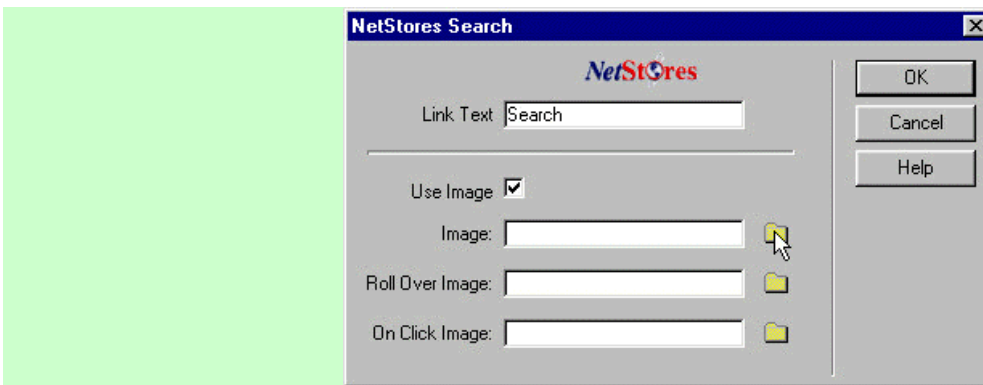 NetStores Search
NetStores
Link Text Search
Use Image
Image:
Roll Over Image:
On Click Image:
OK
Cancel
Help